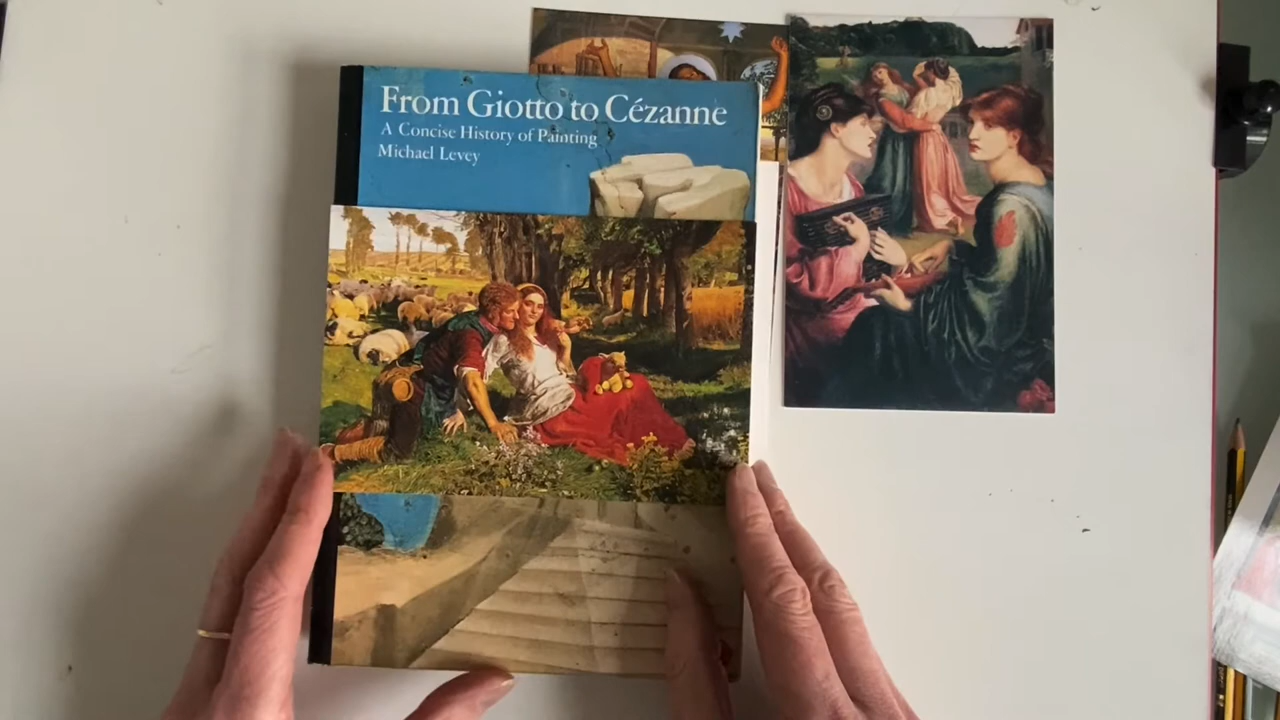 From Giotto to Cézanne
A Concise History of Painting
Michael Levey